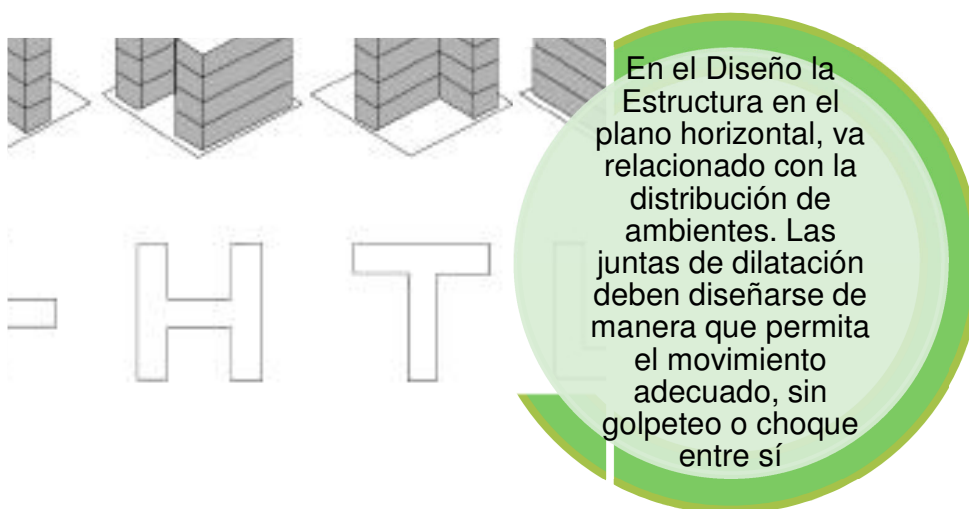 En el Diseño la
Estructura en el
plano horizontal, va
relacionado con la
distribución de
ambientes. Las
juntas de dilatación
deben diseñarse de
manera que permita
el movimiento
adecuado, sin
golpeteo o choque
entre sí